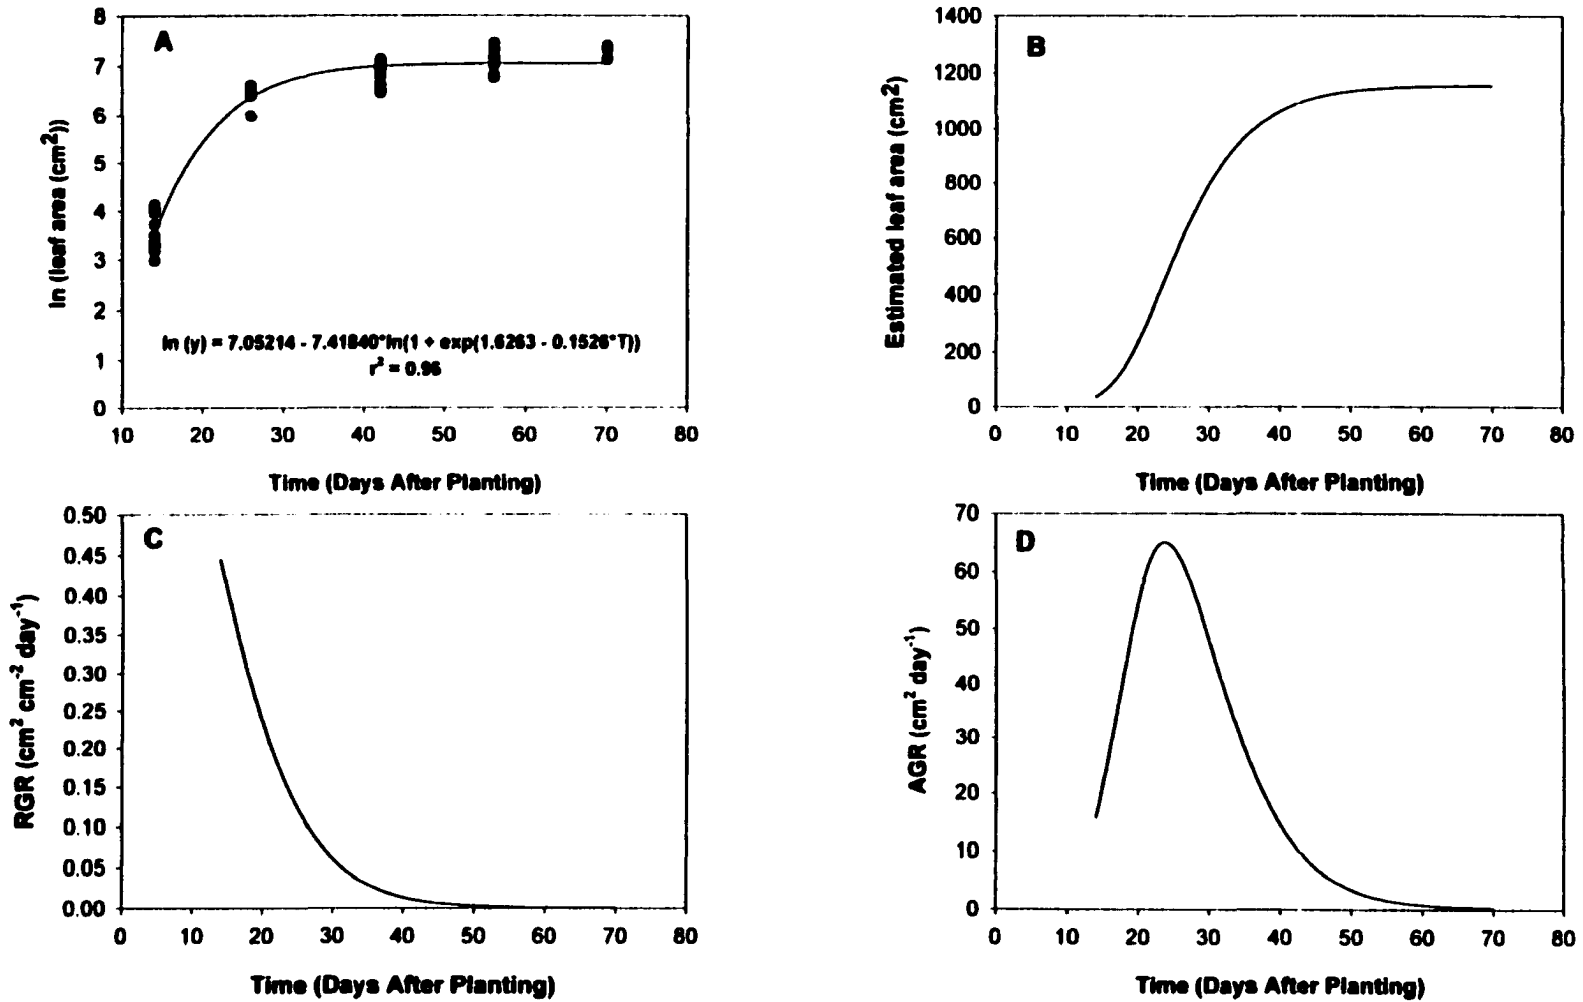 A
ln (leaf area (cm²))
8
7
6
5
4
3
2
1
0
ln (y) = 7.05214 - 7.41840*ln(1 + exp(1.6263 - 0.1526*T))
r² = 0.96
10 20 30 40 50 60 70 80
Time (Days After Planting)
B
Estimated leaf area (cm²)
1400
1200
1000
800
600
400
200
0
0 10 20 30 40 50 60 70 80
Time (Days After Planting)
C
RGR (cm² cm⁻² day⁻¹)
0.50
0.45
0.40
0.35
0.30
0.25
0.20
0.15
0.10
0.05
0.00
0 10 20 30 40 50 60 70 80
Time (Days After Planting)
D
AGR (cm² day⁻¹)
70
60
50
40
30
20
10
0
0 10 20 30 40 50 60 70 80
Time (Days After Planting)